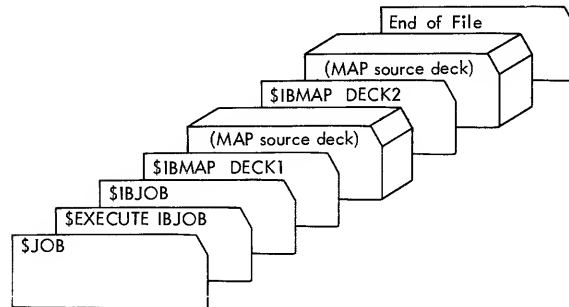 End of File
(MAP source deck)
$IBMAP DECK2
(MAP source deck)
$IBMAP DECK1
$IBJOB
$EXECUTE IBJOB
$JOB